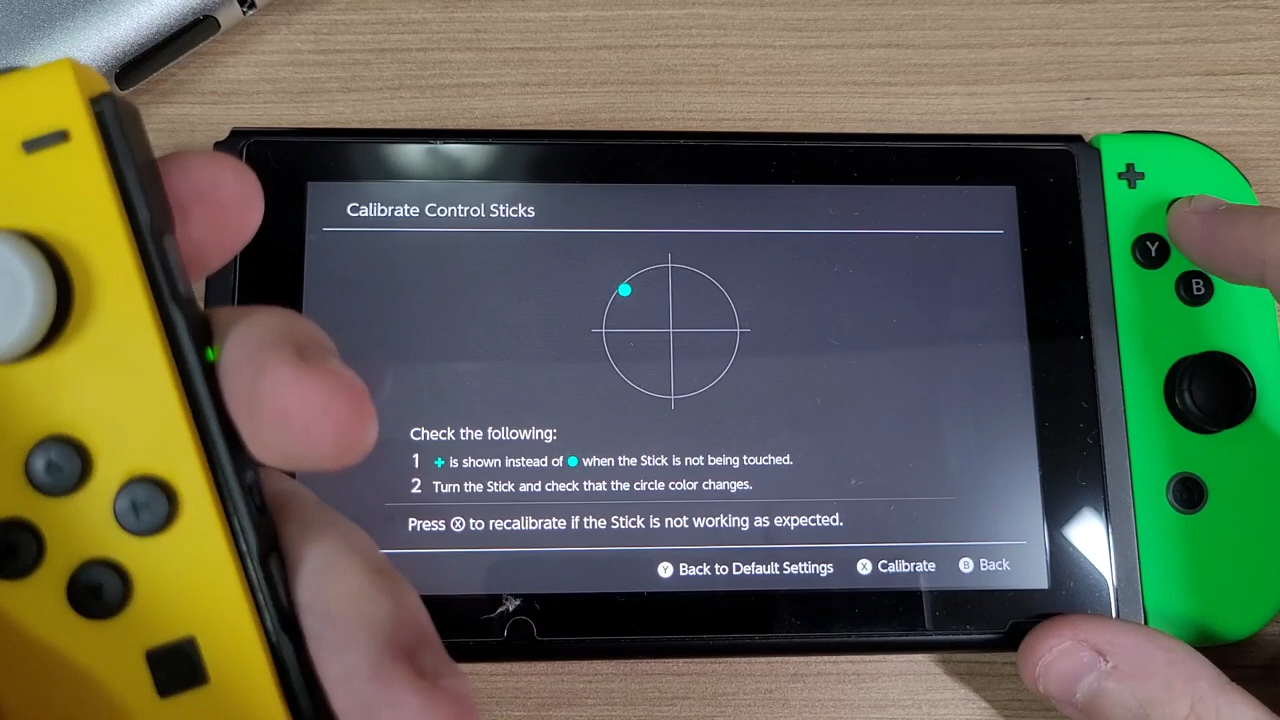 Calibrate Control Sticks
Check the following:
1 + is shown instead of ● when the Stick is not being touched.
2 Turn the Stick and check that the circle color changes.
Press Ⓧ to recalibrate if the Stick is not working as expected.
Ⓨ Back to Default Settings Ⓧ Calibrate Ⓑ Back
Y
B